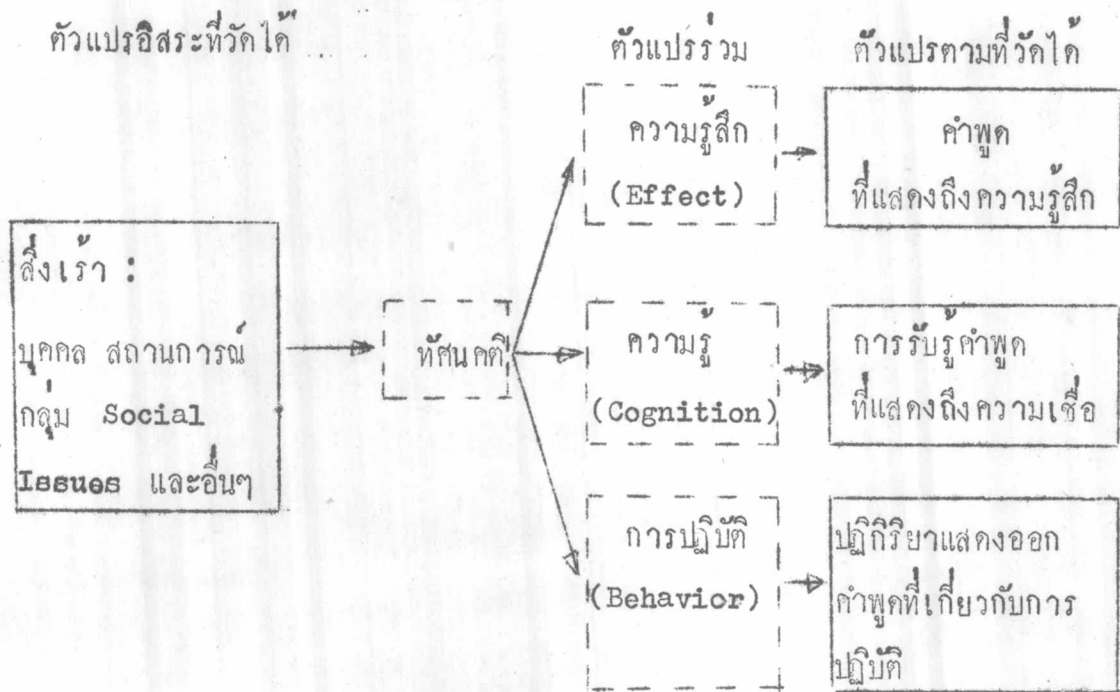 ตัวแปรอิสระที่วัดได้
ตัวแปรร่วม
ตัวแปรตามที่วัดได้
ความรู้สึก
(Effect)
คำพูด
ที่แสดงถึงความรู้สึก
สิ่งเร้า :
บุคคล สถานการณ์
กลุ่ม Social
Issues และอื่นๆ
ทัศนคติ
ความรู้
(Cognition)
การรับรู้คำพูด
ที่แสดงถึงความเชื่อ
การปฏิบัติ
(Behavior)
ปฏิกิริยาแสดงออก
คำพูดที่เกี่ยวกับการ
ปฏิบัติ